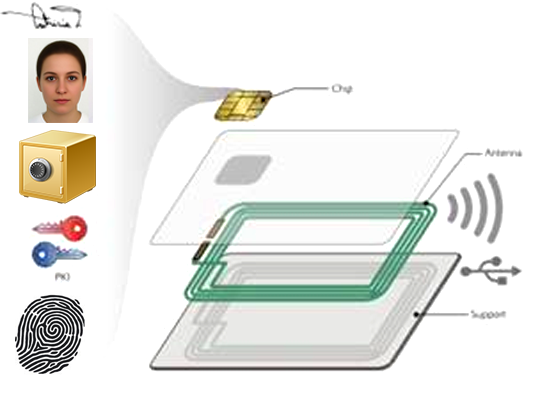 Chip
Antenna
PKI
Support